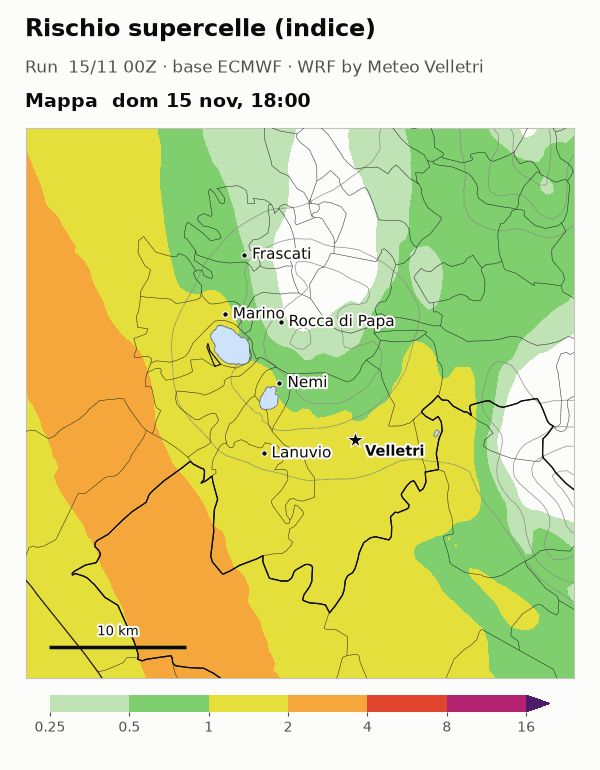 Rischio supercelle (indice)
Run 15/11 00Z · base ECMWF · WRF by Meteo Velletri
Mappa dom 15 nov, 18:00
Frascati
Marino
Rocca di Papa
Nemi
Velletri
Lanuvio
10 km
0.25 0.5 1 2 4 8 16